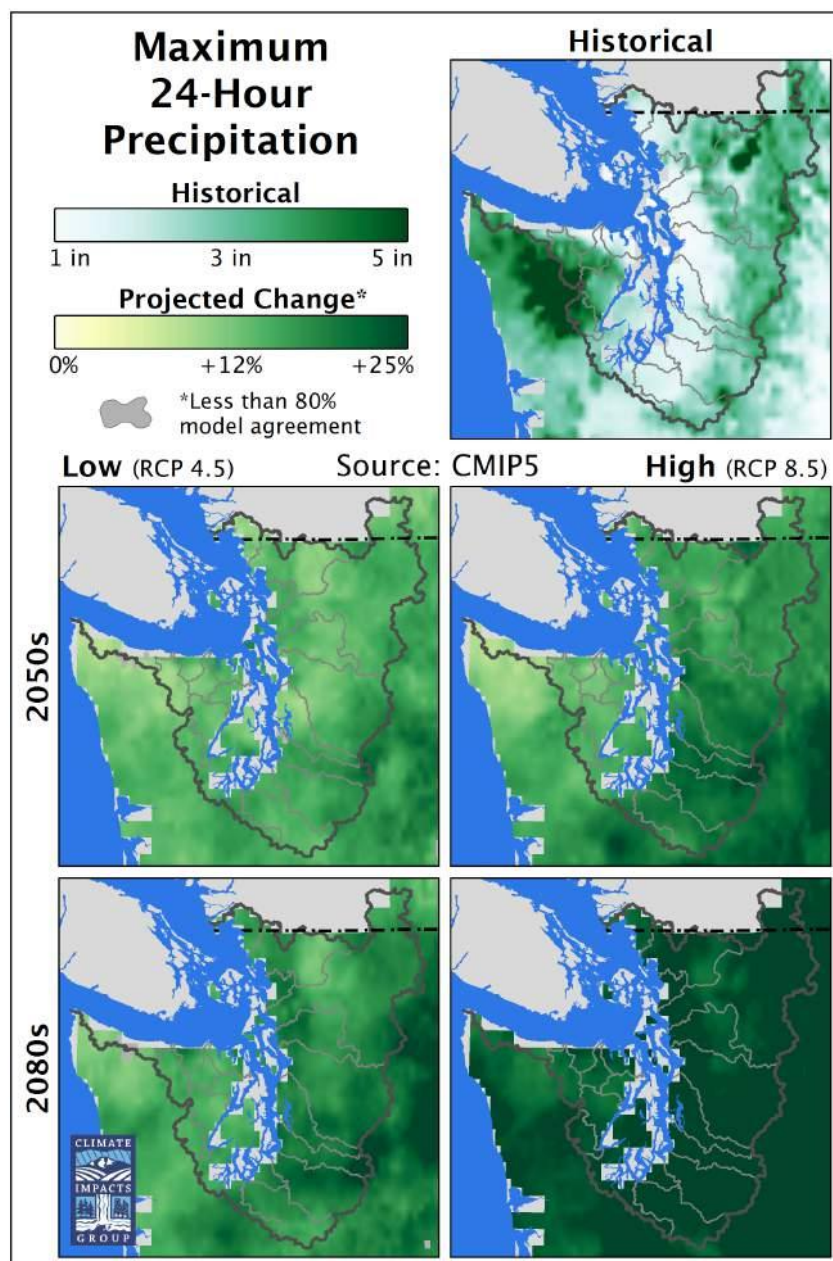 Maximum
24-Hour
Precipitation
Historical
1 in 3 in 5 in
Projected Change*
0% +12% +25%
*Less than 80%
model agreement
Historical
Low (RCP 4.5) Source: CMIP5 High (RCP 8.5)
2050s
2080s
CLIMATE
IMPACTS
GROUP